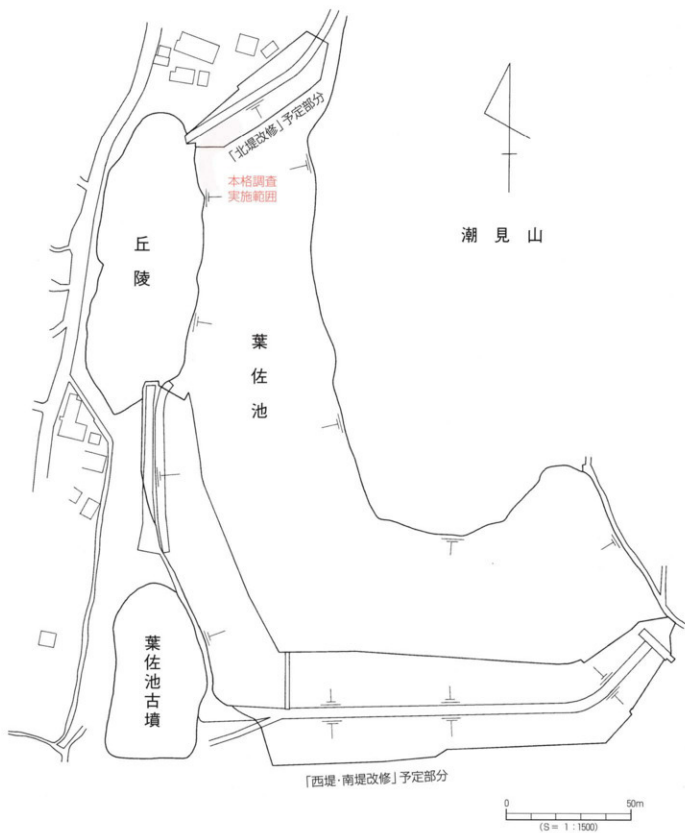 「北堤改修」予定部分
本格調査
実施範囲
潮見山
丘陵
葉佐池
葉佐池古墳
「西堤・南堤改修」予定部分
0 50m
(S = 1:1500)